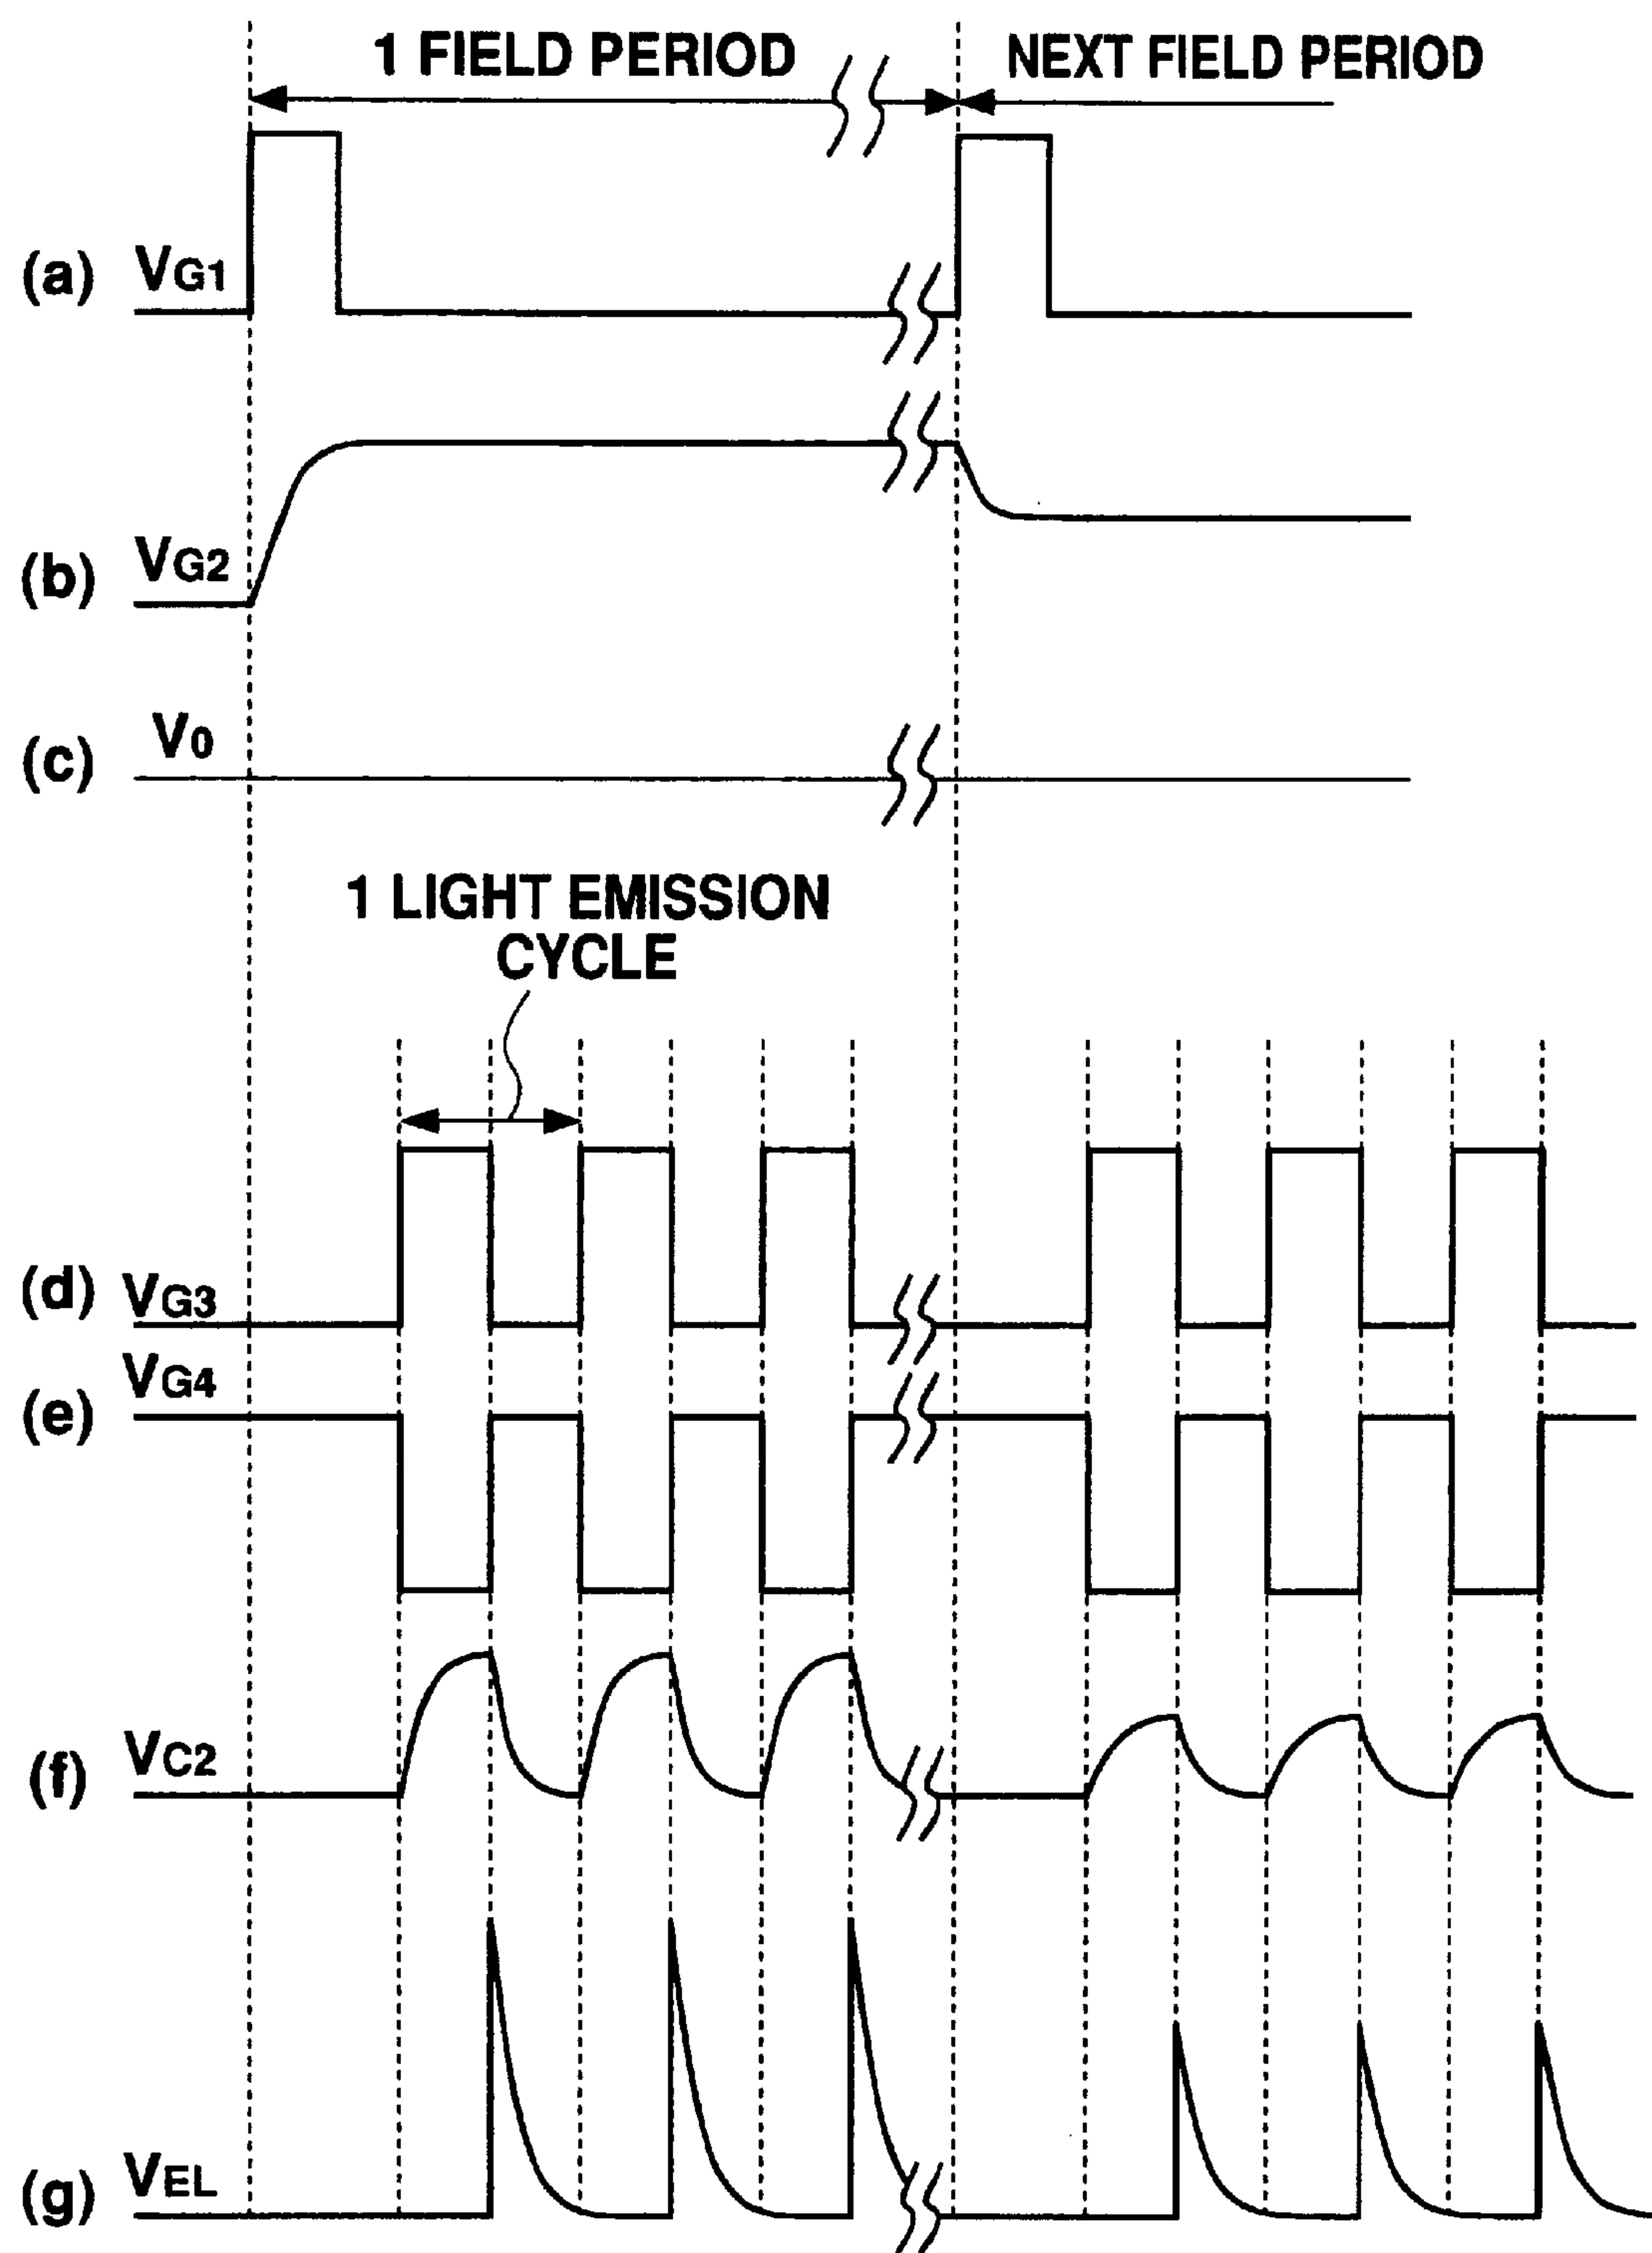 1 FIELD PERIOD
NEXT FIELD PERIOD
(a) VG1
(b) VG2
(c) V0
1 LIGHT EMISSION
CYCLE
(d) VG3
(e) VG4
(f) VC2
(g) VEL